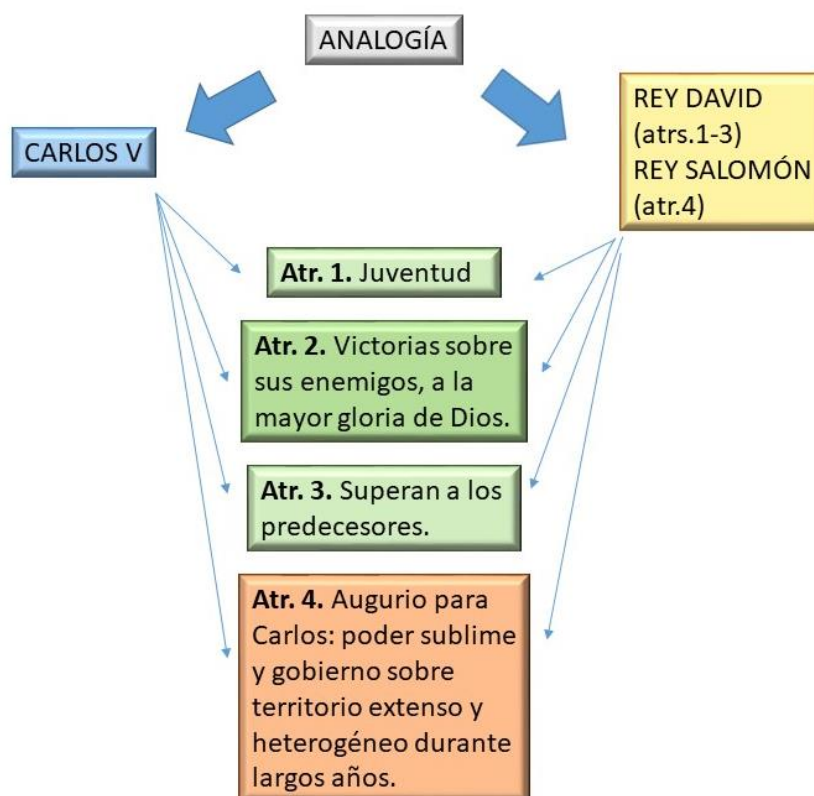 ANALOGÍA
CARLOS V
REY DAVID
(atrs.1-3)
REY SALOMÓN
(atr.4)
Atr. 1. Juventud
Atr. 2. Victorias sobre
sus enemigos, a la
mayor gloria de Dios.
Atr. 3. Superan a los
predecesores.
Atr. 4. Augurio para
Carlos: poder sublime
y gobierno sobre
territorio extenso y
heterogéneo durante
largos años.